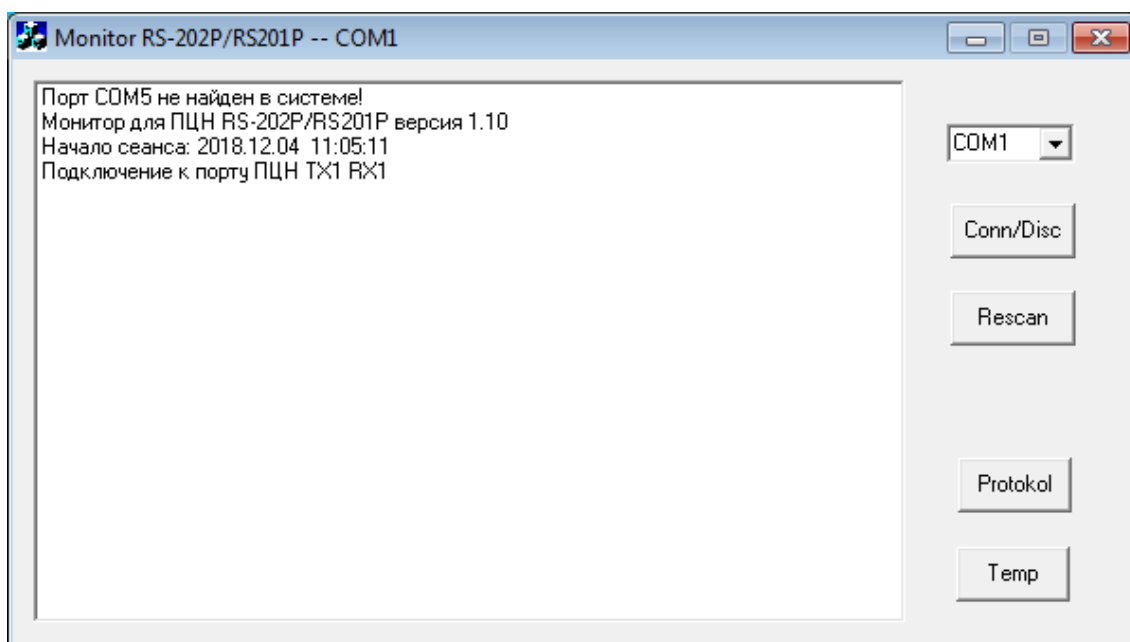 Monitor RS-202P/RS201P -- COM1
Порт COM5 не найден в системе!
Монитор для ПЦН RS-202P/RS201P версия 1.10
Начало сеанса: 2018.12.04 11:05:11
Подключение к порту ПЦН TX1 RX1
COM1
Conn/Disc
Rescan
Protokol
Temp